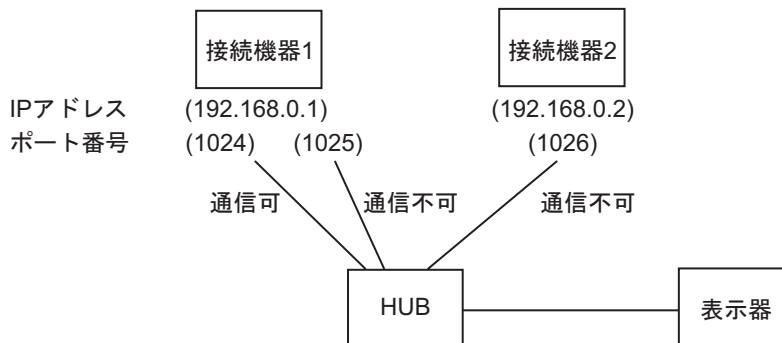 接続機器1 接続機器2
IPアドレス (192.168.0.1) (192.168.0.2)
ポート番号 (1024) (1025) (1026)
通信可 通信不可 通信不可
HUB 表示器